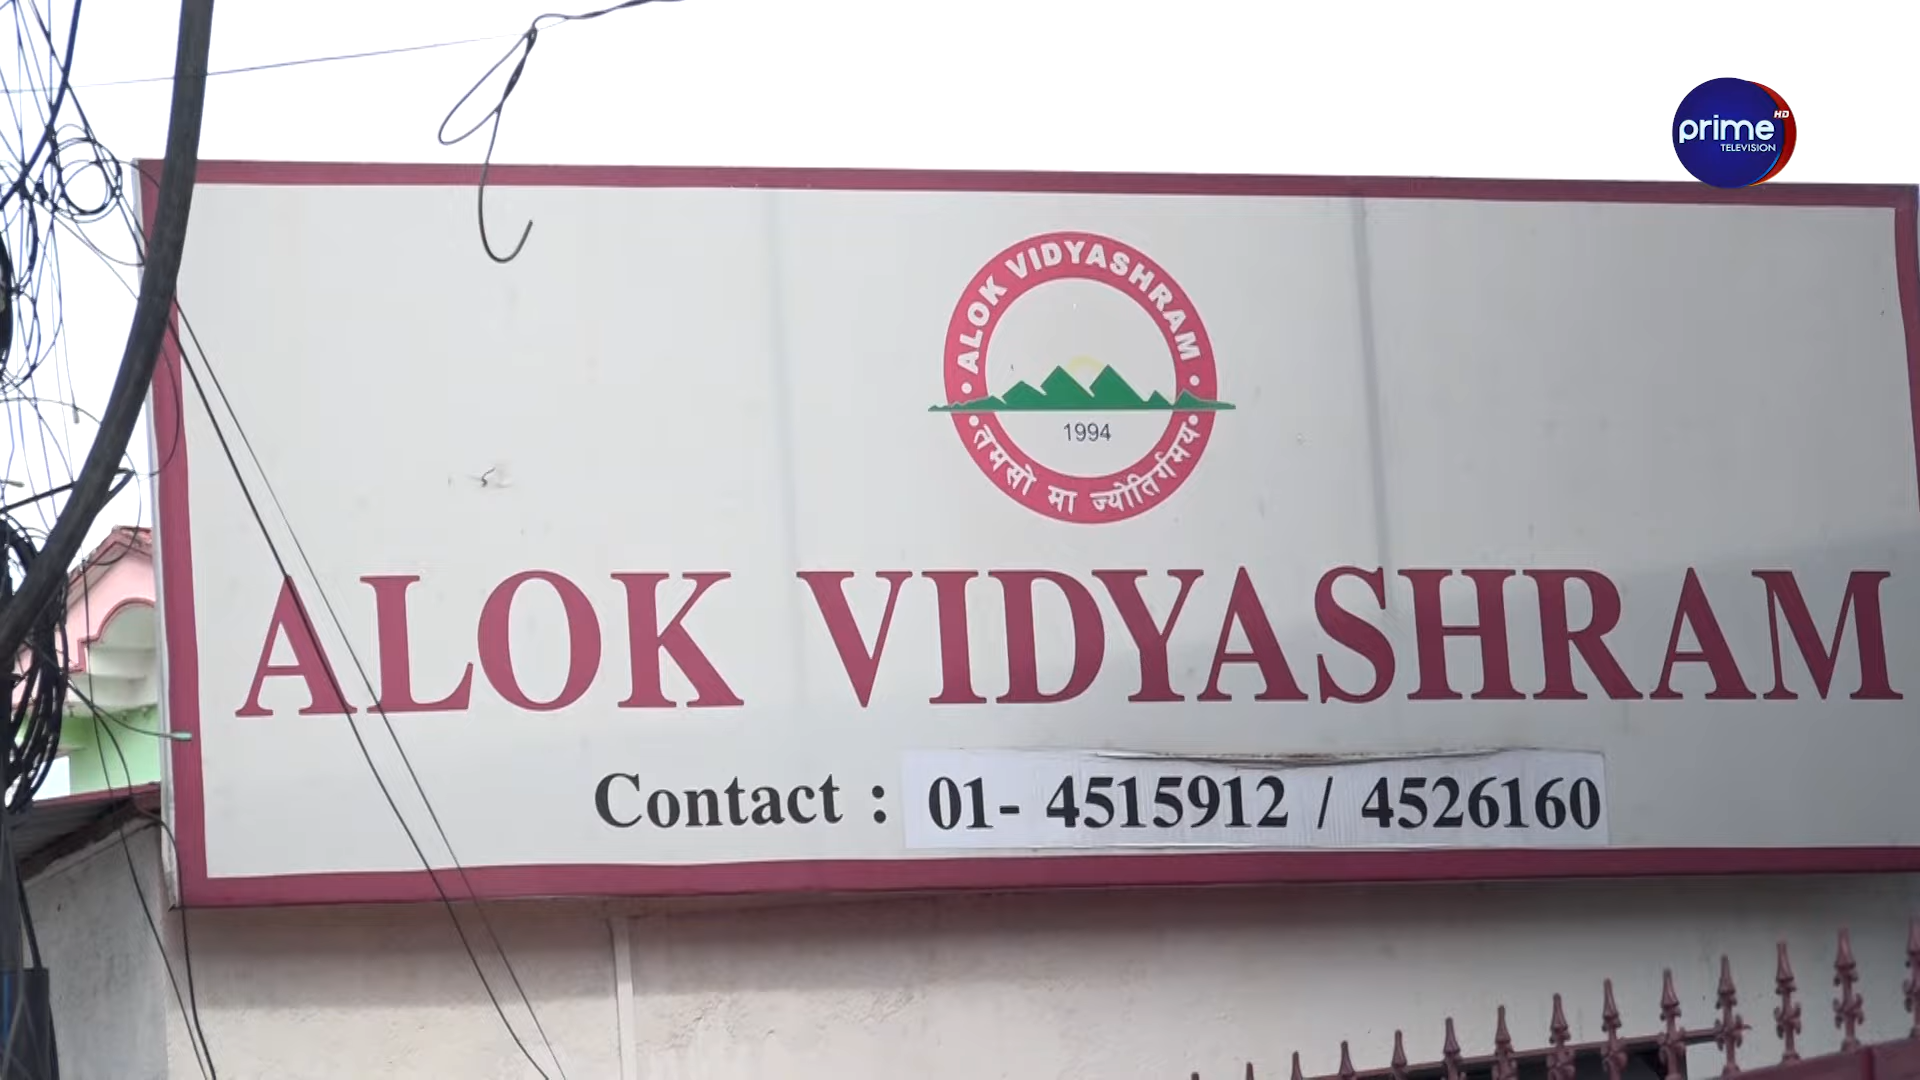 prime HD
TELEVISION
ALOK VIDYASHRAM
1994
तमसो मा ज्योतिर्गमय
ALOK VIDYASHRAM
Contact : 01- 4515912 / 4526160